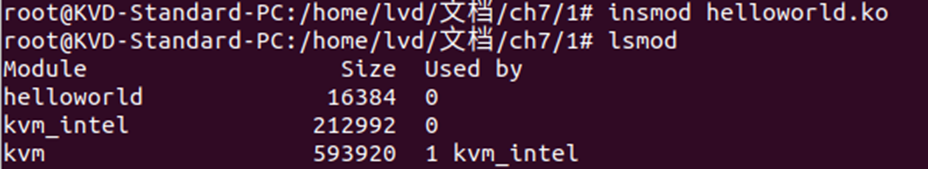 root@KVD-Standard-PC:/home/lvd/文档/ch7/1# insmod helloworld.ko
root@KVD-Standard-PC:/home/lvd/文档/ch7/1# lsmod
Module Size Used by
helloworld 16384 0
kvm_intel 212992 0
kvm 593920 1 kvm_intel